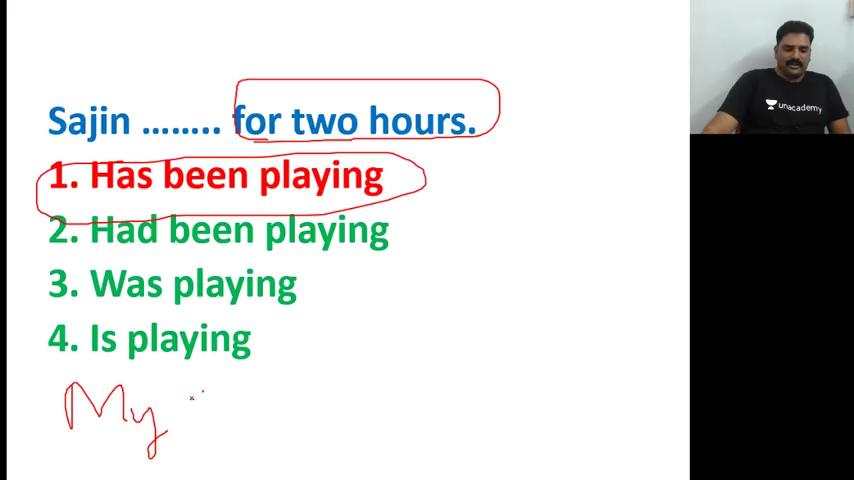 Sajin ........ for two hours.
1. Has been playing
2. Had been playing
3. Was playing
4. Is playing
My
unacademy